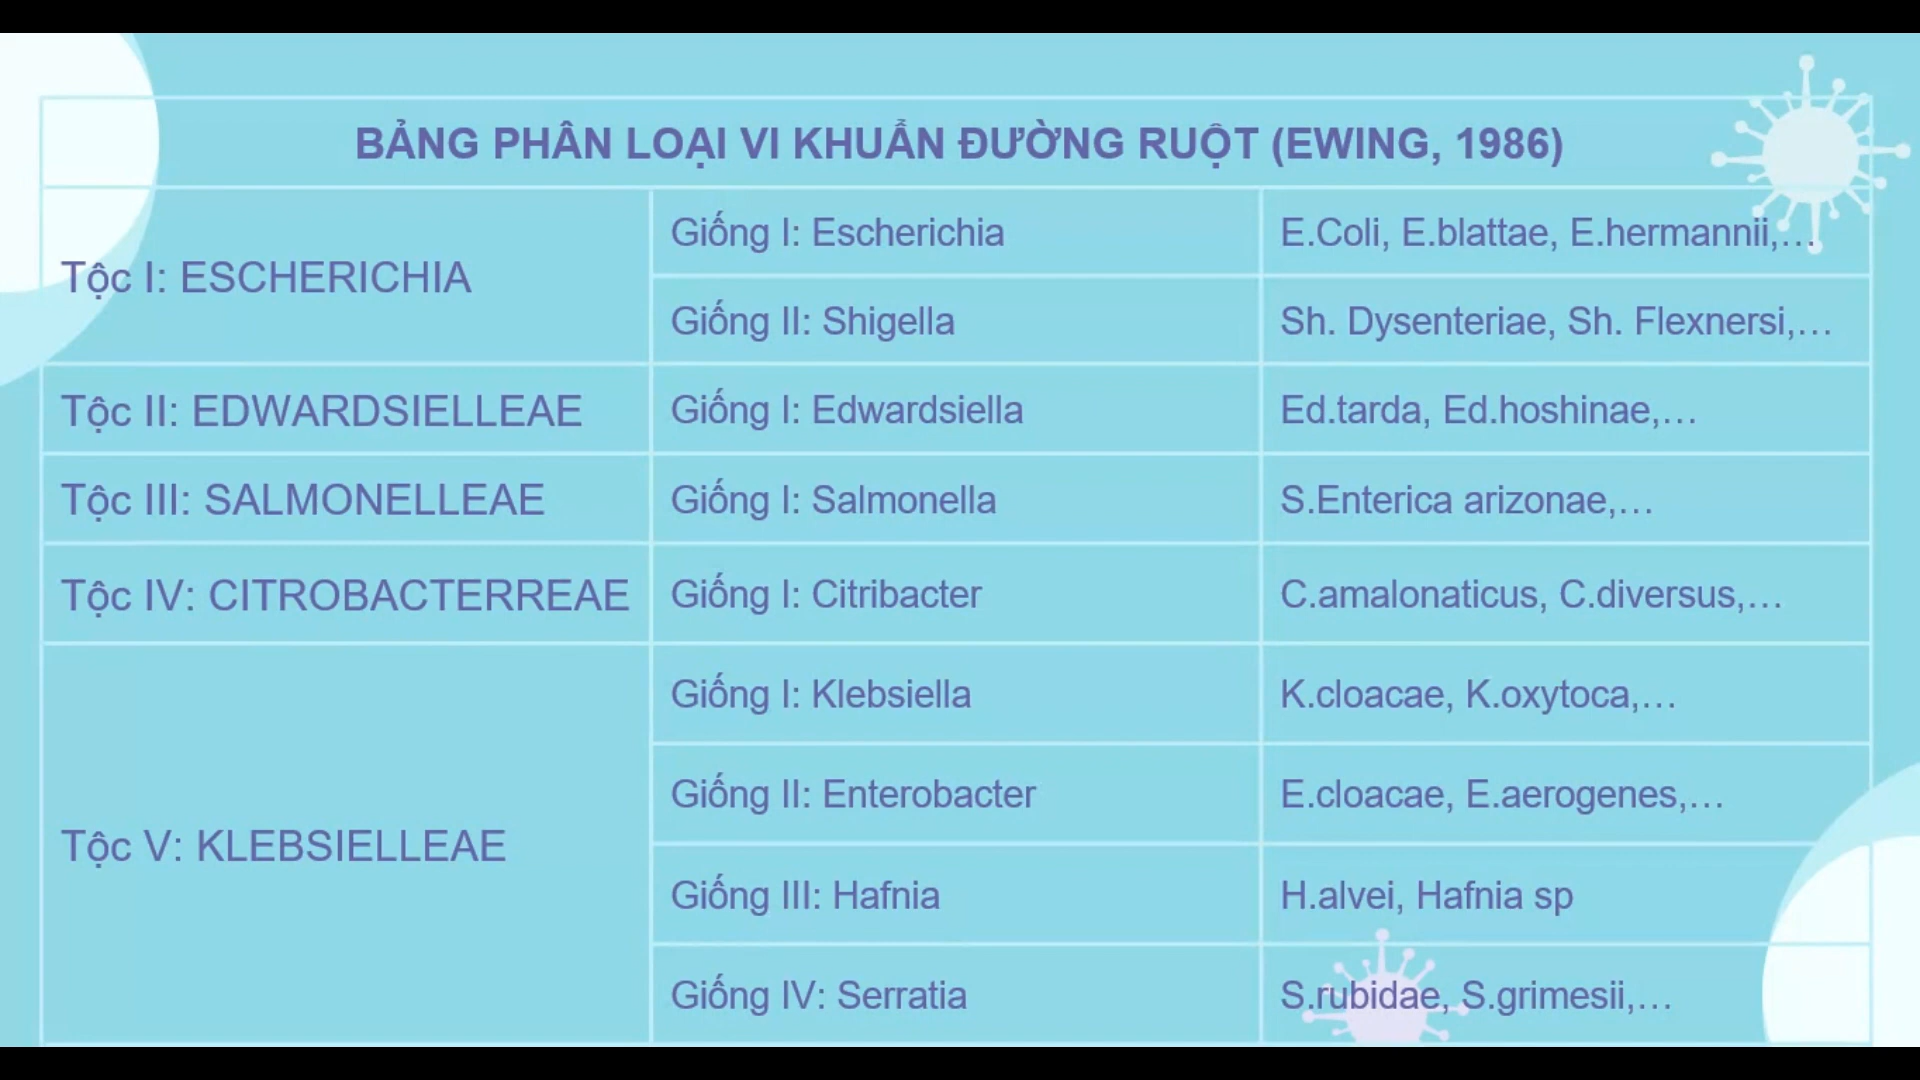 BẢNG PHÂN LOẠI VI KHUẨN ĐƯỜNG RUỘT (EWING, 1986)
Tộc I: ESCHERICHIA
Giống I: Escherichia
E.Coli, E.blattae, E.hermannii,…
Giống II: Shigella
Sh. Dysenteriae, Sh. Flexnersi,…
Tộc II: EDWARDSIELLEAE
Giống I: Edwardsiella
Ed.tarda, Ed.hoshinae,…
Tộc III: SALMONELLEAE
Giống I: Salmonella
S.Enterica arizonae,…
Tộc IV: CITROBACTERREAE
Giống I: Citribacter
C.amalonaticus, C.diversus,…
Tộc V: KLEBSIELLEAE
Giống I: Klebsiella
K.cloacae, K.oxytoca,…
Giống II: Enterobacter
E.cloacae, E.aerogenes,…
Giống III: Hafnia
H.alvei, Hafnia sp
Giống IV: Serratia
S.rubidae, S.grimesii,…